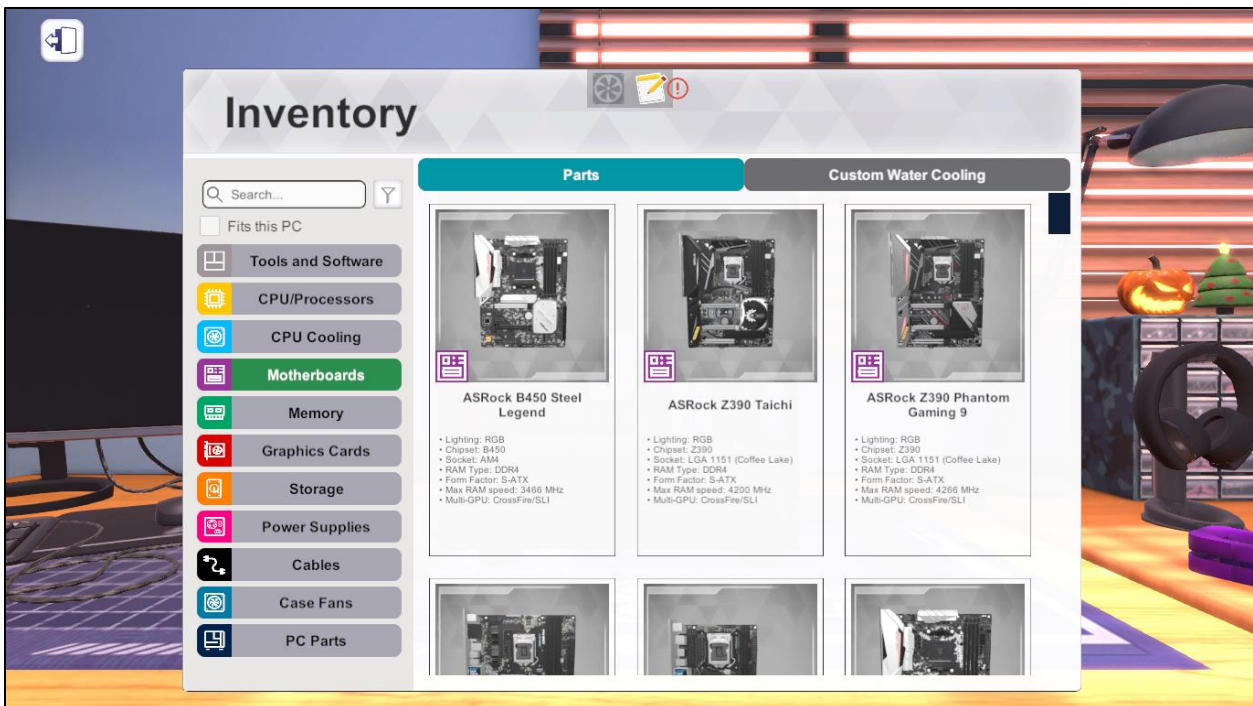 Inventory
Search...
Fits this PC
Tools and Software
CPU/Processors
CPU Cooling
Motherboards
Memory
Graphics Cards
Storage
Power Supplies
Cables
Case Fans
PC Parts
Parts
Custom Water Cooling
ASRock B450 Steel
Legend
• Lighting: RGB
• Chipset: B450
• Socket: AM4
• RAM Type: DDR4
• Form Factor: S-ATX
• Max RAM speed: 3466 MHz
• Multi-GPU: CrossFire/SLI
ASRock Z390 Taichi
• Lighting: RGB
• Chipset: Z390
• Socket: LGA 1151 (Coffee Lake)
• RAM Type: DDR4
• Form Factor: S-ATX
• Max RAM speed: 4200 MHz
• Multi-GPU: CrossFire/SLI
ASRock Z390 Phantom
Gaming 9
• Lighting: RGB
• Chipset: Z390
• Socket: LGA 1151 (Coffee Lake)
• RAM Type: DDR4
• Form Factor: S-ATX
• Max RAM speed: 4266 MHz
• Multi-GPU: CrossFire/SLI